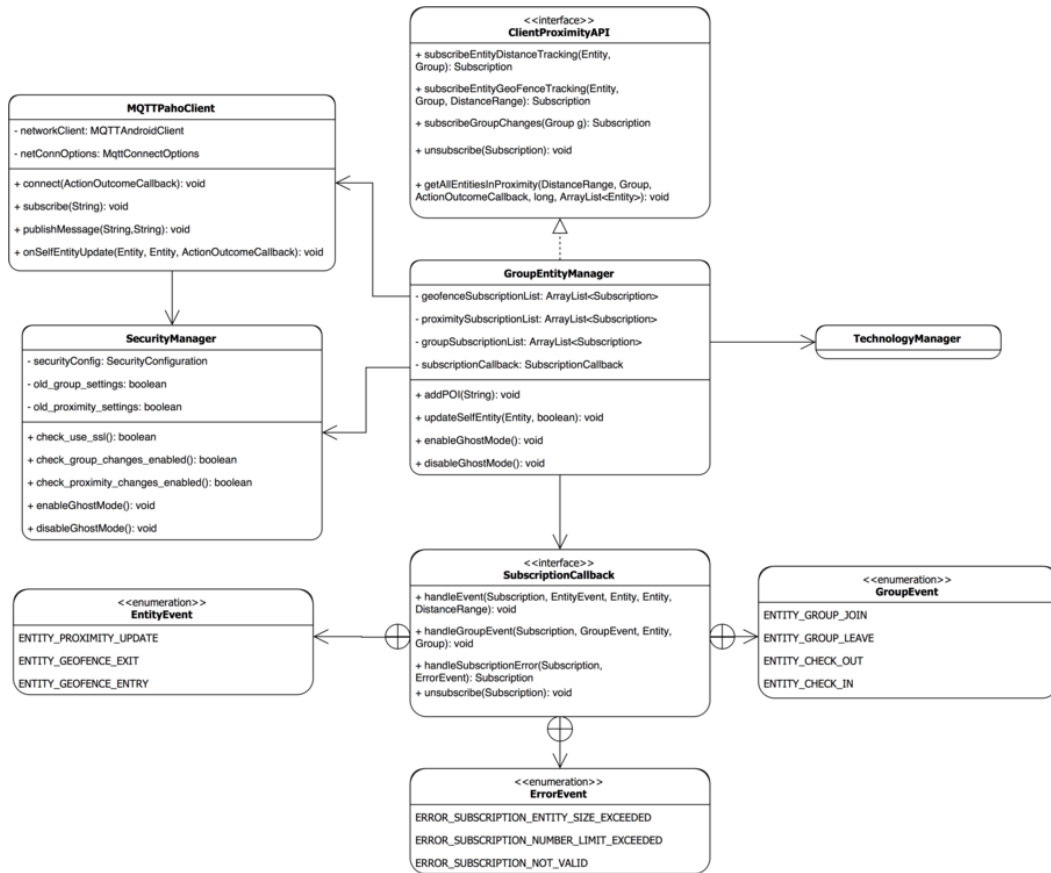 <<interface>>
ClientProximityAPI
+ subscribeEntityDistanceTracking(Entity,
Group): Subscription
+ subscribeEntityGeoFenceTracking(Entity,
Group, DistanceRange): Subscription
+ subscribeGroupChanges(Group g): Subscription
+ unsubscribe(Subscription): void
+ getAllEntitiesInProximity(DistanceRange, Group,
ActionOutcomeCallback, long, ArrayList<Entity>): void
MQTTPahoClient
- networkClient: MQTTAndroidClient
- netConnOptions: MqttConnectOptions
+ connect(ActionOutcomeCallback): void
+ subscribe(String): void
+ publishMessage(String,String): void
+ onSelfEntityUpdate(Entity, Entity, ActionOutcomeCallback): void
GroupEntityManager
- geofenceSubscriptionList: ArrayList<Subscription>
- proximitySubscriptionList: ArrayList<Subscription>
- groupSubscriptionList: ArrayList<Subscription>
- subscriptionCallback: SubscriptionCallback
+ addPOI(String): void
+ updateSelfEntity(Entity, boolean): void
+ enableGhostMode(): void
+ disableGhostMode(): void
TechnologyManager
SecurityManager
- securityConfig: SecurityConfiguration
- old_group_settings: boolean
- old_proximity_settings: boolean
+ check_use_ssl(): boolean
+ check_group_changes_enabled(): boolean
+ check_proximity_changes_enabled(): boolean
+ enableGhostMode(): void
+ disableGhostMode(): void
<<interface>>
SubscriptionCallback
+ handleEvent(Subscription, EntityEvent, Entity, Entity,
DistanceRange): void
+ handleGroupEvent(Subscription, GroupEvent, Entity,
Group): void
+ handleSubscriptionError(Subscription,
ErrorEvent): Subscription
+ unsubscribe(Subscription): void
<<enumeration>>
EntityEvent
ENTITY_PROXIMITY_UPDATE
ENTITY_GEOFENCE_EXIT
ENTITY_GEOFENCE_ENTRY
<<enumeration>>
GroupEvent
ENTITY_GROUP_JOIN
ENTITY_GROUP_LEAVE
ENTITY_CHECK_OUT
ENTITY_CHECK_IN
<<enumeration>>
ErrorEvent
ERROR_SUBSCRIPTION_ENTITY_SIZE_EXCEEDED
ERROR_SUBSCRIPTION_NUMBER_LIMIT_EXCEEDED
ERROR_SUBSCRIPTION_NOT_VALID